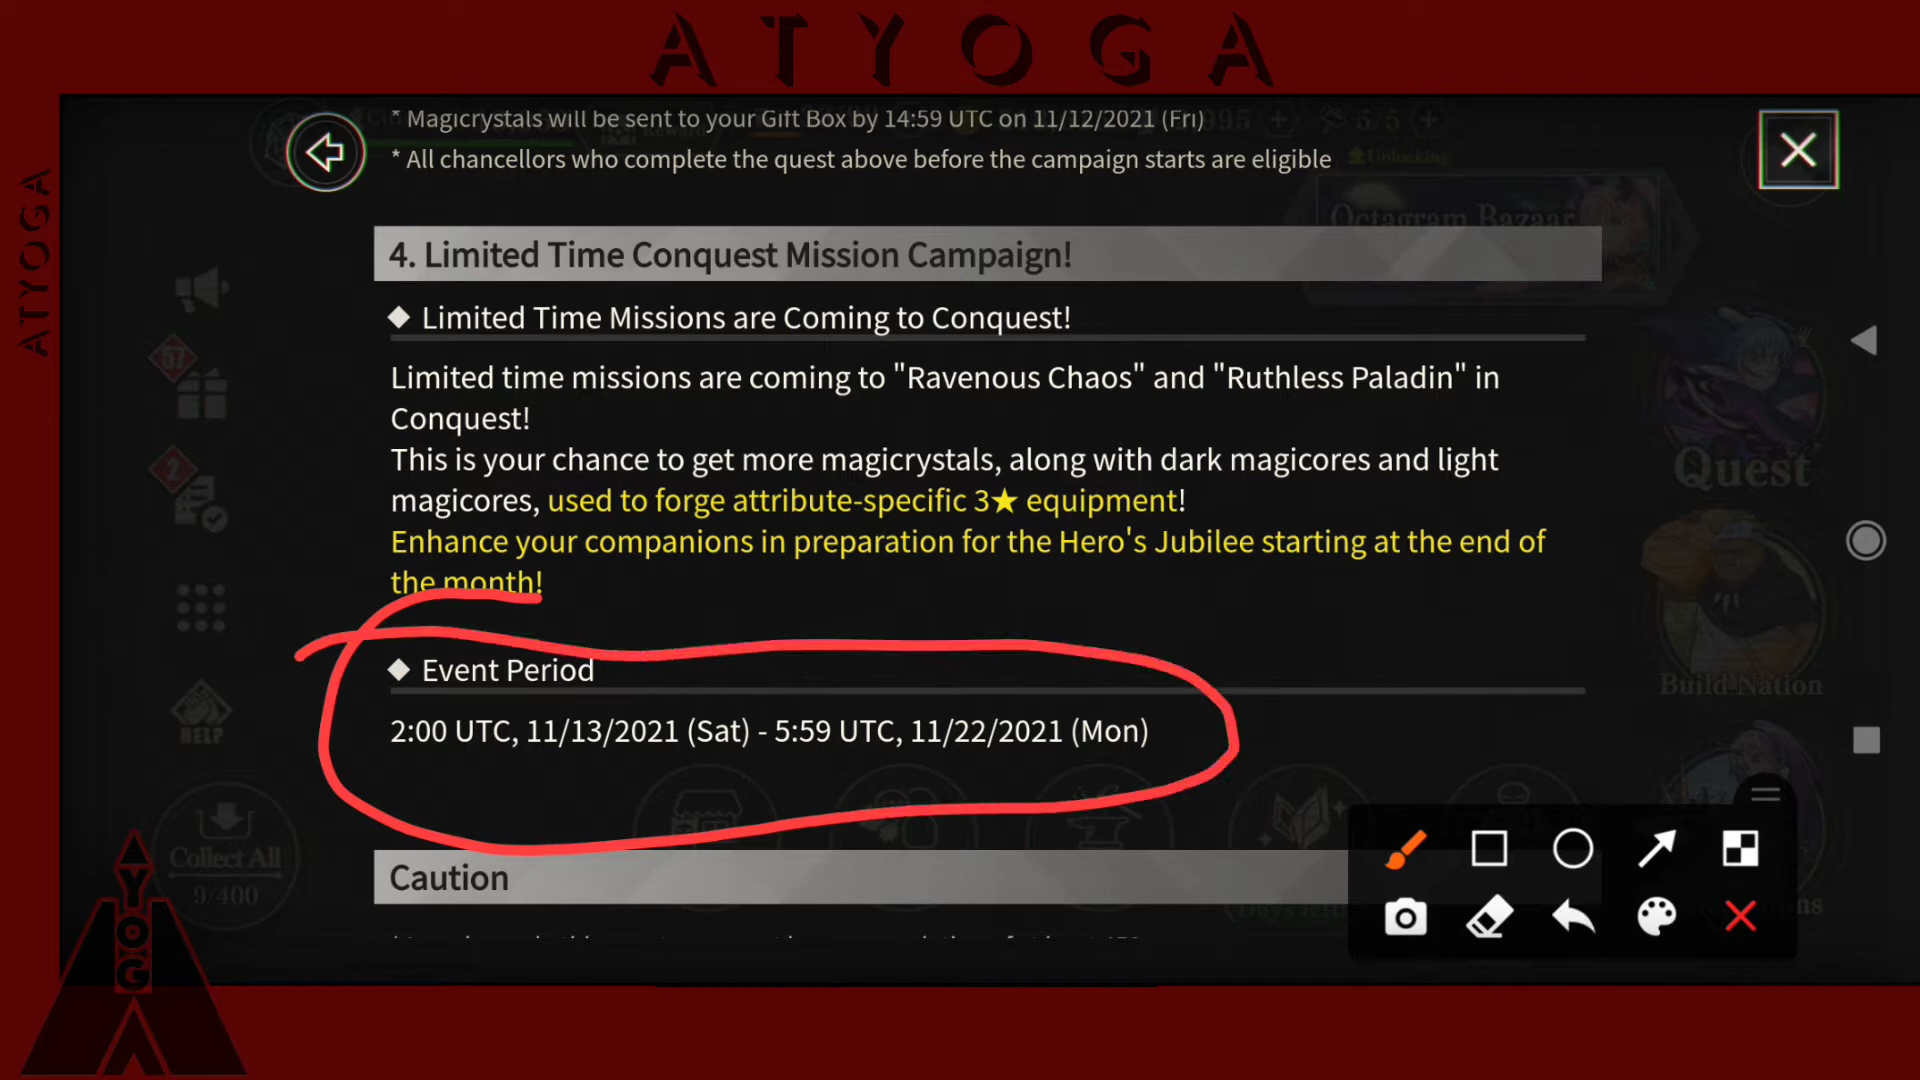 ATYOGA
* Magicrystals will be sent to your Gift Box by 14:59 UTC on 11/12/2021 (Fri)
* All chancellors who complete the quest above before the campaign starts are eligible
5/5
Unlocking
Octagram Bazaar
ATYOGA
4. Limited Time Conquest Mission Campaign!
◆ Limited Time Missions are Coming to Conquest!
Limited time missions are coming to "Ravenous Chaos" and "Ruthless Paladin" in
Conquest!
This is your chance to get more magicrystals, along with dark magicores and light
magicores, used to forge attribute-specific 3★ equipment!
Enhance your companions in preparation for the Hero's Jubilee starting at the end of
the month!
57
2
Quest
◆ Event Period
2:00 UTC, 11/13/2021 (Sat) - 5:59 UTC, 11/22/2021 (Mon)
Build Nation
HELP
Collect All
9/400
Caution
AYOGA